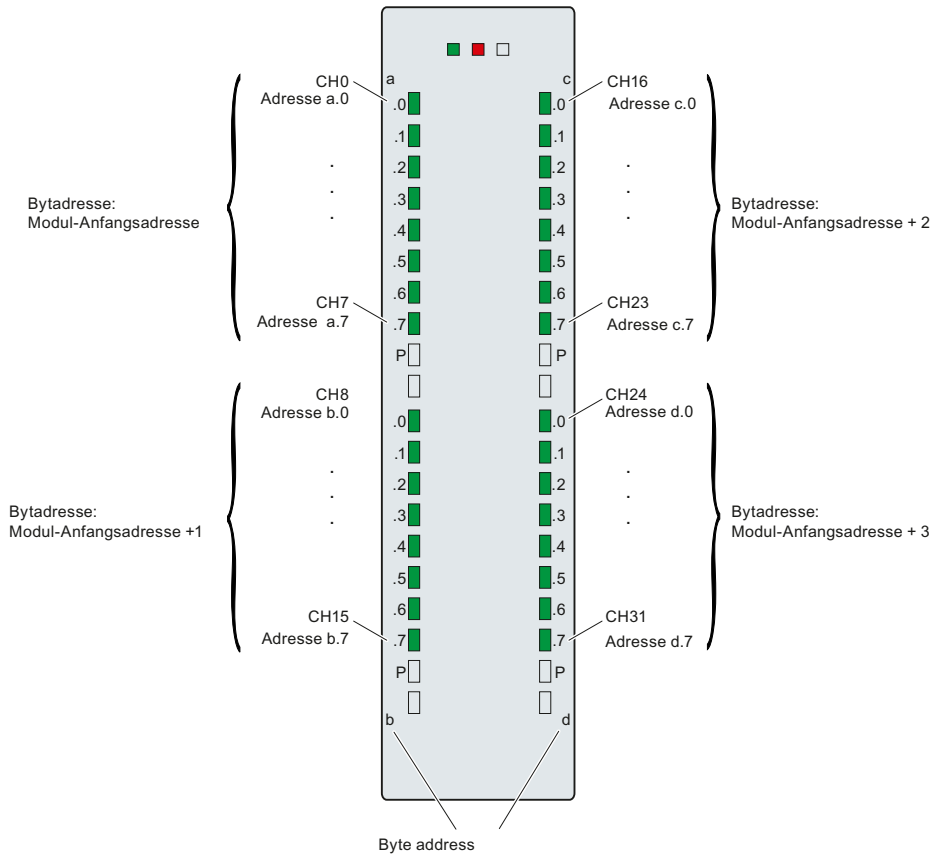 a
c
CH0
Adresse a.0
CH16
Adresse c.0
.0
.1
.2
.3
.4
.5
.6
.7
P
.0
.1
.2
.3
.4
.5
.6
.7
P
Bytadresse:
Modul-Anfangsadresse
Bytadresse:
Modul-Anfangsadresse + 2
CH7
Adresse a.7
CH23
Adresse c.7
CH8
Adresse b.0
CH24
Adresse d.0
.0
.1
.2
.3
.4
.5
.6
.7
P
.0
.1
.2
.3
.4
.5
.6
.7
P
Bytadresse:
Modul-Anfangsadresse +1
Bytadresse:
Modul-Anfangsadresse + 3
CH15
Adresse b.7
CH31
Adresse d.7
b
d
Byte address